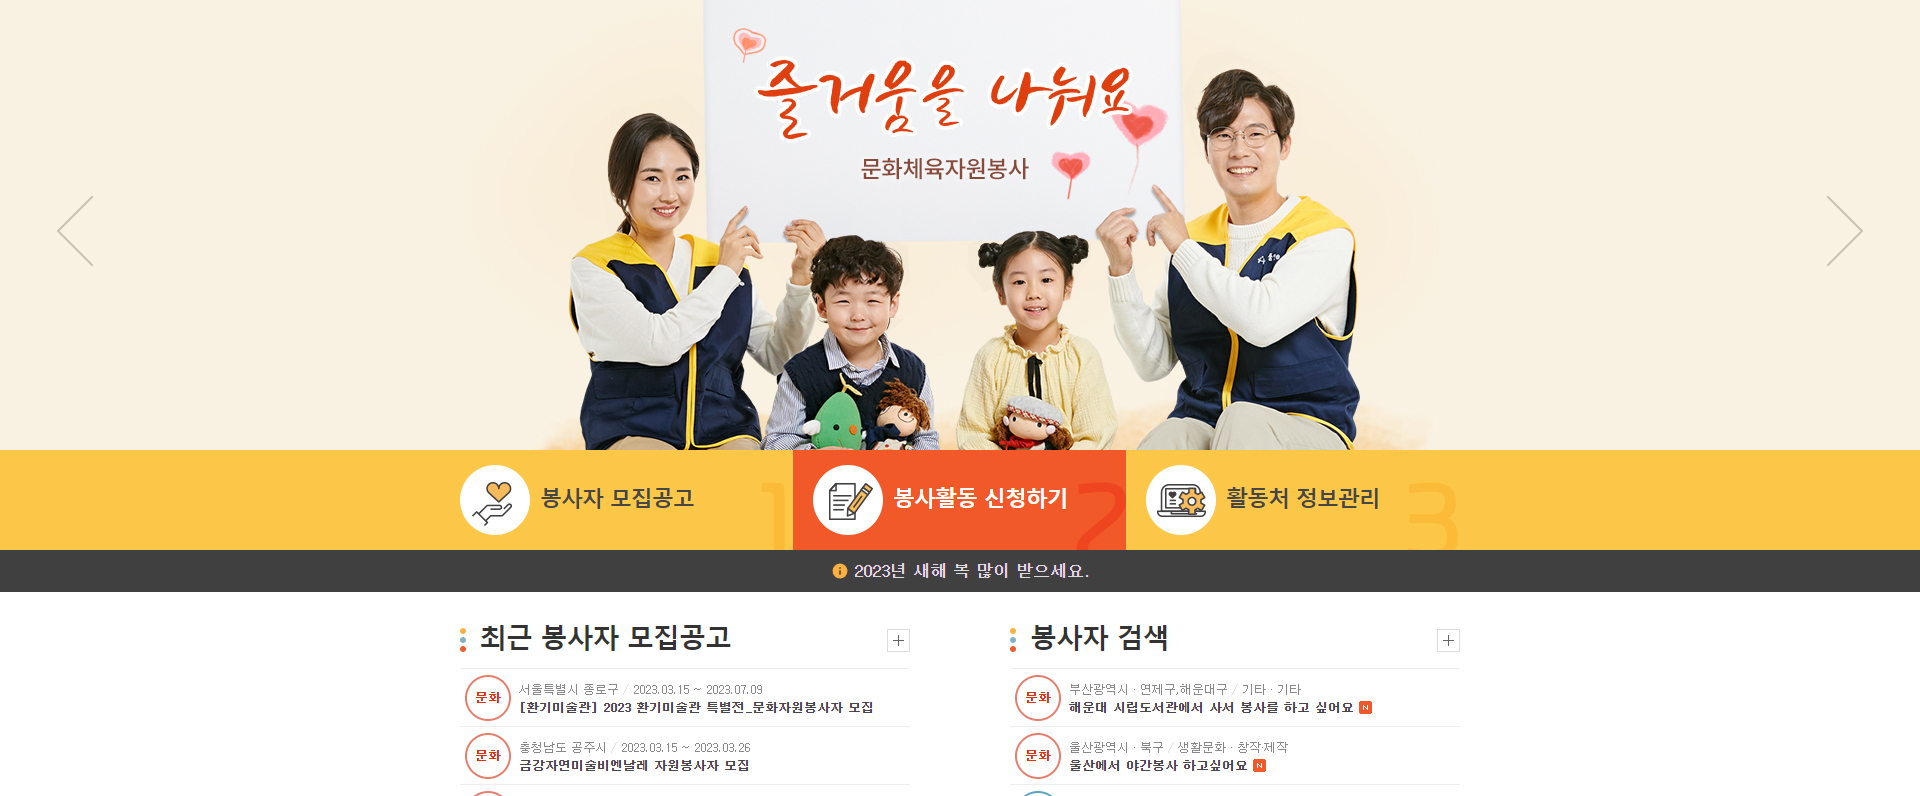 즐거움을 나눠요
문화체육자원봉사
봉사자 모집공고
1
봉사활동 신청하기
2
활동처 정보관리
3
2023년 새해 복 많이 받으세요.
최근 봉사자 모집공고
문화
서울특별시 종로구 / 2023.03.15 ~ 2023.07.09
[환기미술관] 2023 환기미술관 특별전_문화자원봉사자 모집
문화
충청남도 공주시 / 2023.03.15 ~ 2023.03.26
금강자연미술비엔날레 자원봉사자 모집
봉사자 검색
문화
부산광역시 · 연제구,해운대구 / 기타 · 기타
해운대 시립도서관에서 사서 봉사를 하고 싶어요 N
문화
울산광역시 · 북구 / 생활문화 · 창작·제작
울산에서 야간봉사 하고싶어요 N